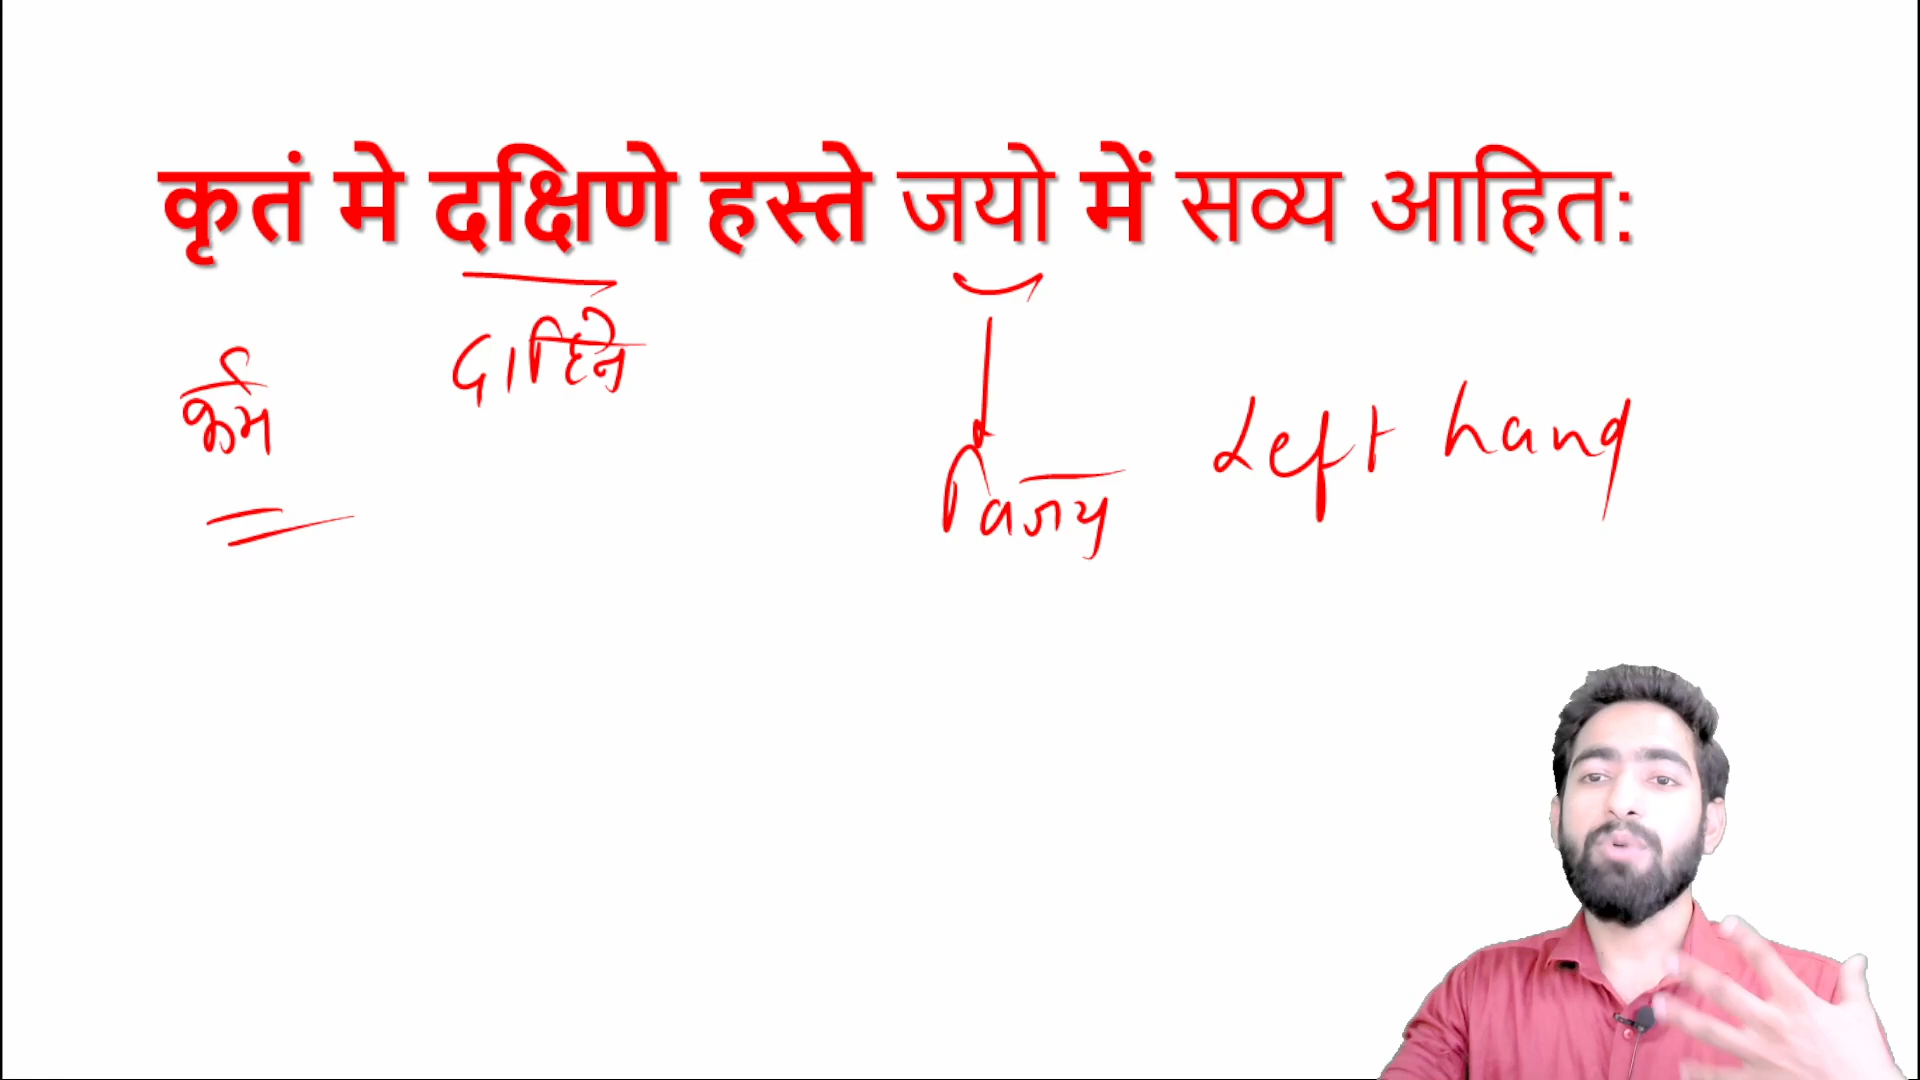 कृतं मे दक्षिणे हस्ते जयो में सव्य आहित:
कर्म दाहिने
विजय Left hand